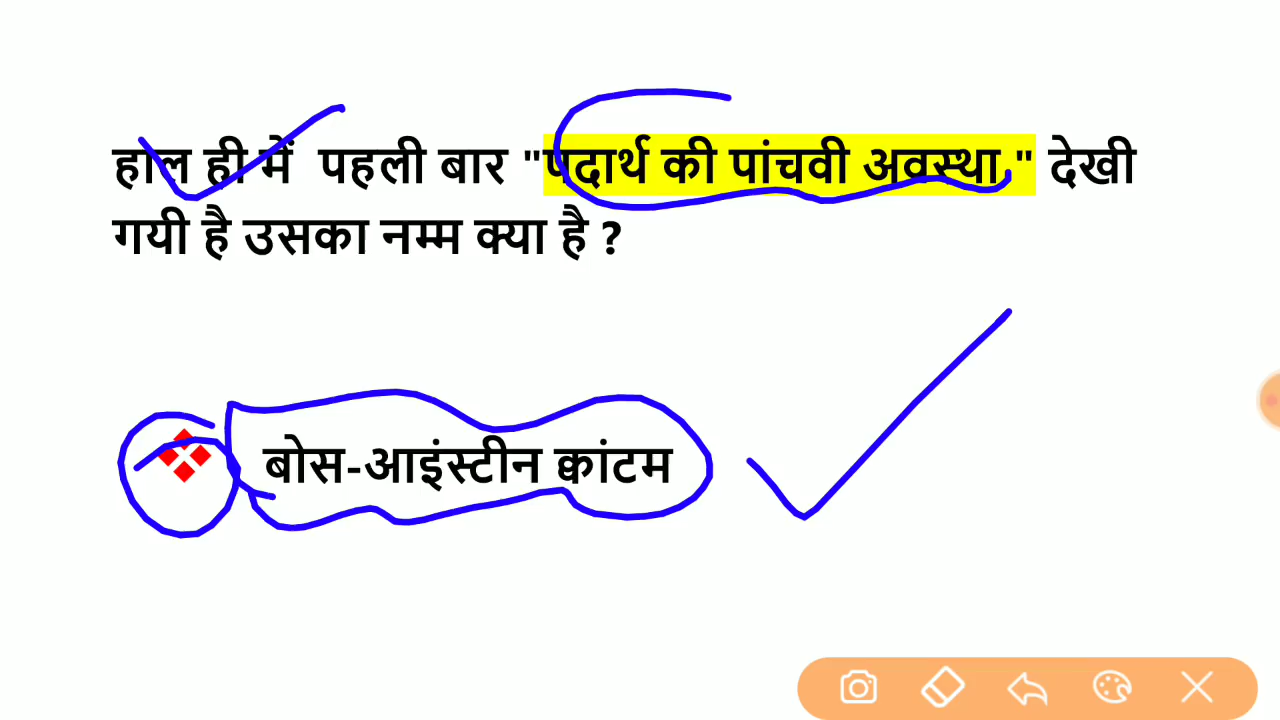 हाल ही में पहली बार "पदार्थ की पांचवी अवस्था," देखी
गयी है उसका नम्म क्या है ?
बोस-आइंस्टीन क्वांटम